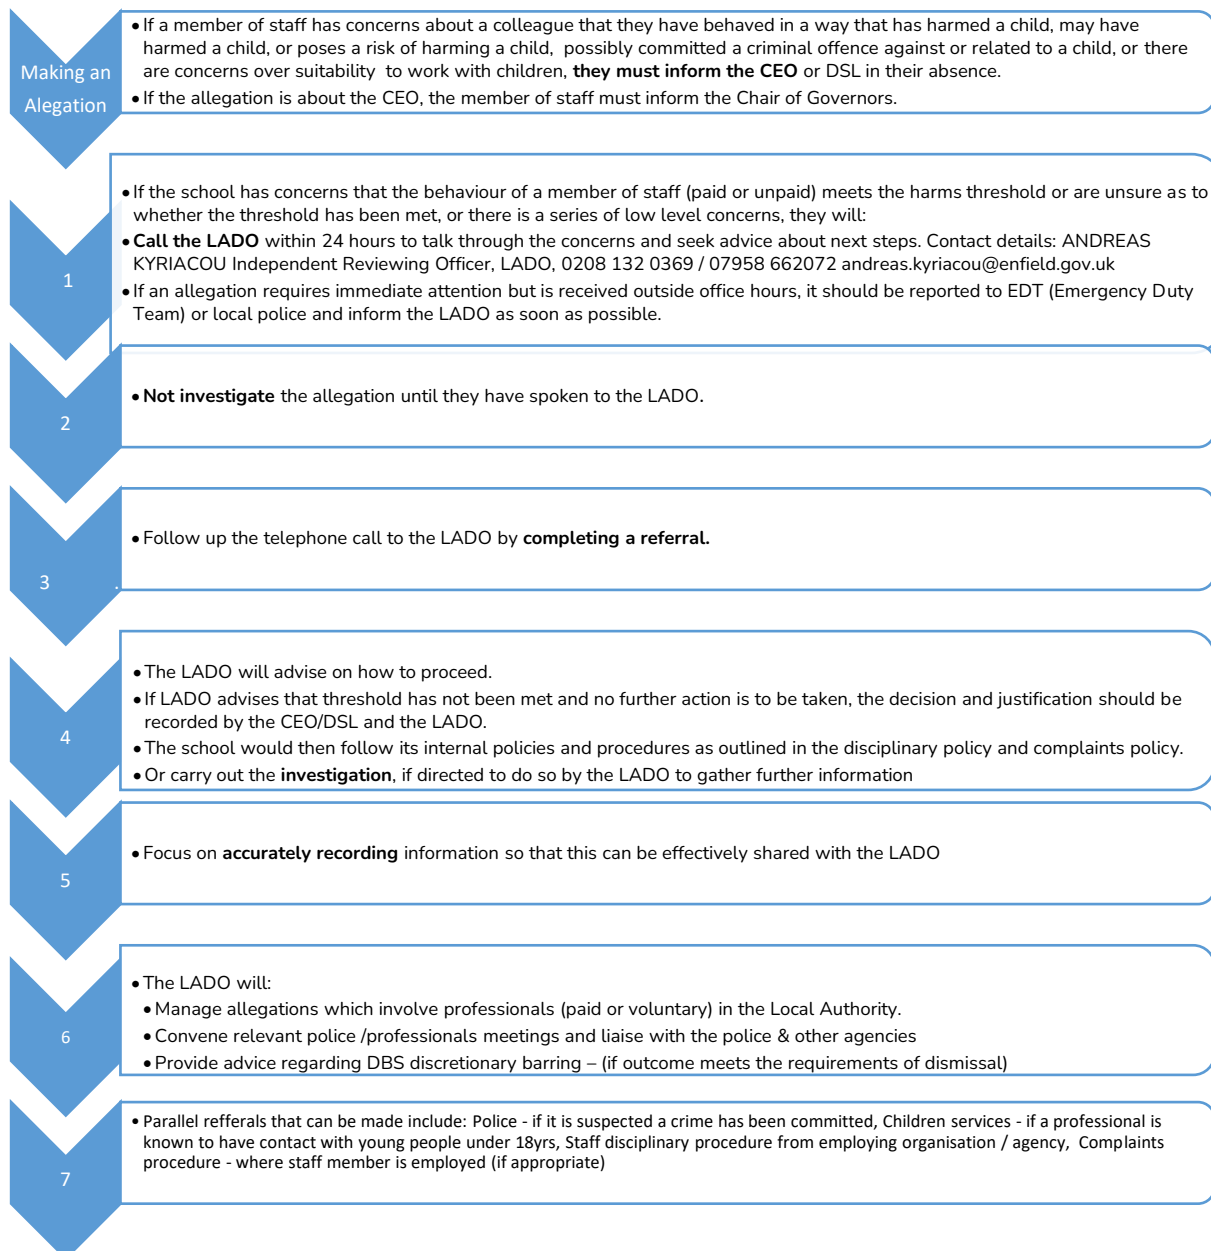 Making an
Alegation
• If a member of staff has concerns about a colleague that they have behaved in a way that has harmed a child, may have
harmed a child, or poses a risk of harming a child,  possibly committed a criminal offence against or related to a child, or there
are concerns over suitability  to work with children, they must inform the CEO or DSL in their absence.
• If the allegation is about the CEO, the member of staff must inform the Chair of Governors.
1
• If the school has concerns that the behaviour of a member of staff (paid or unpaid) meets the harms threshold or are unsure as to
whether the threshold has been met, or there is a series of low level concerns, they will:
• Call the LADO within 24 hours to talk through the concerns and seek advice about next steps. Contact details: ANDREAS
KYRIACOU Independent Reviewing Officer, LADO, 0208 132 0369 / 07958 662072 andreas.kyriacou@enfield.gov.uk
• If an allegation requires immediate attention but is received outside office hours, it should be reported to EDT (Emergency Duty
Team) or local police and inform the LADO as soon as possible.
2
• Not investigate the allegation until they have spoken to the LADO.
3 .
• Follow up the telephone call to the LADO by completing a referral.
4
• The LADO will advise on how to proceed.
• If LADO advises that threshold has not been met and no further action is to be taken, the decision and justification should be
recorded by the CEO/DSL and the LADO.
• The school would then follow its internal policies and procedures as outlined in the disciplinary policy and complaints policy.
• Or carry out the investigation, if directed to do so by the LADO to gather further information
5
• Focus on accurately recording information so that this can be effectively shared with the LADO
6
• The LADO will:
• Manage allegations which involve professionals (paid or voluntary) in the Local Authority.
• Convene relevant police /professionals meetings and liaise with the police & other agencies
• Provide advice regarding DBS discretionary barring – (if outcome meets the requirements of dismissal)
7
• Parallel refferals that can be made include: Police - if it is suspected a crime has been committed, Children services - if a professional is
known to have contact with young people under 18yrs, Staff disciplinary procedure from employing organisation / agency,  Complaints
procedure - where staff member is employed (if appropriate)